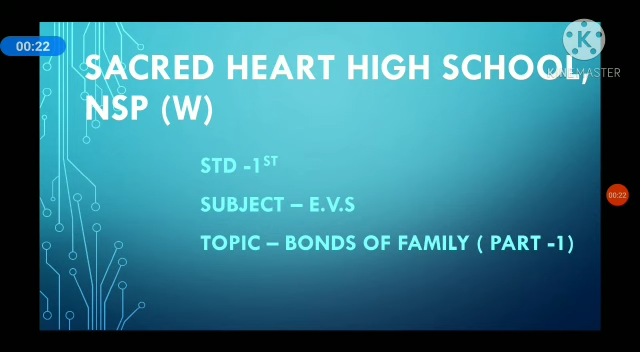 00:22
SACRED HEART HIGH SCHOOL,
NSP (W)
KINEMASTER
STD -1ST
00:22
SUBJECT – E.V.S
TOPIC – BONDS OF FAMILY ( PART -1)